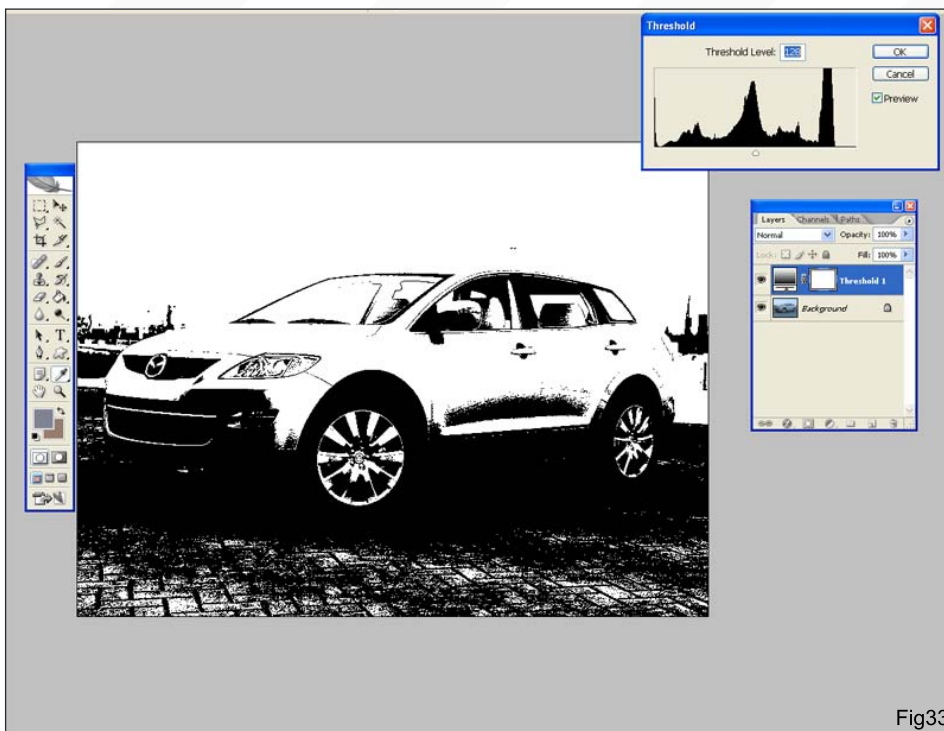 Threshold
Threshold Level: 128
OK
Cancel
Preview
Layers Channels Paths
Normal Opacity: 100%
Lock: Fill: 100%
Threshold 1
Background
T
Fig33